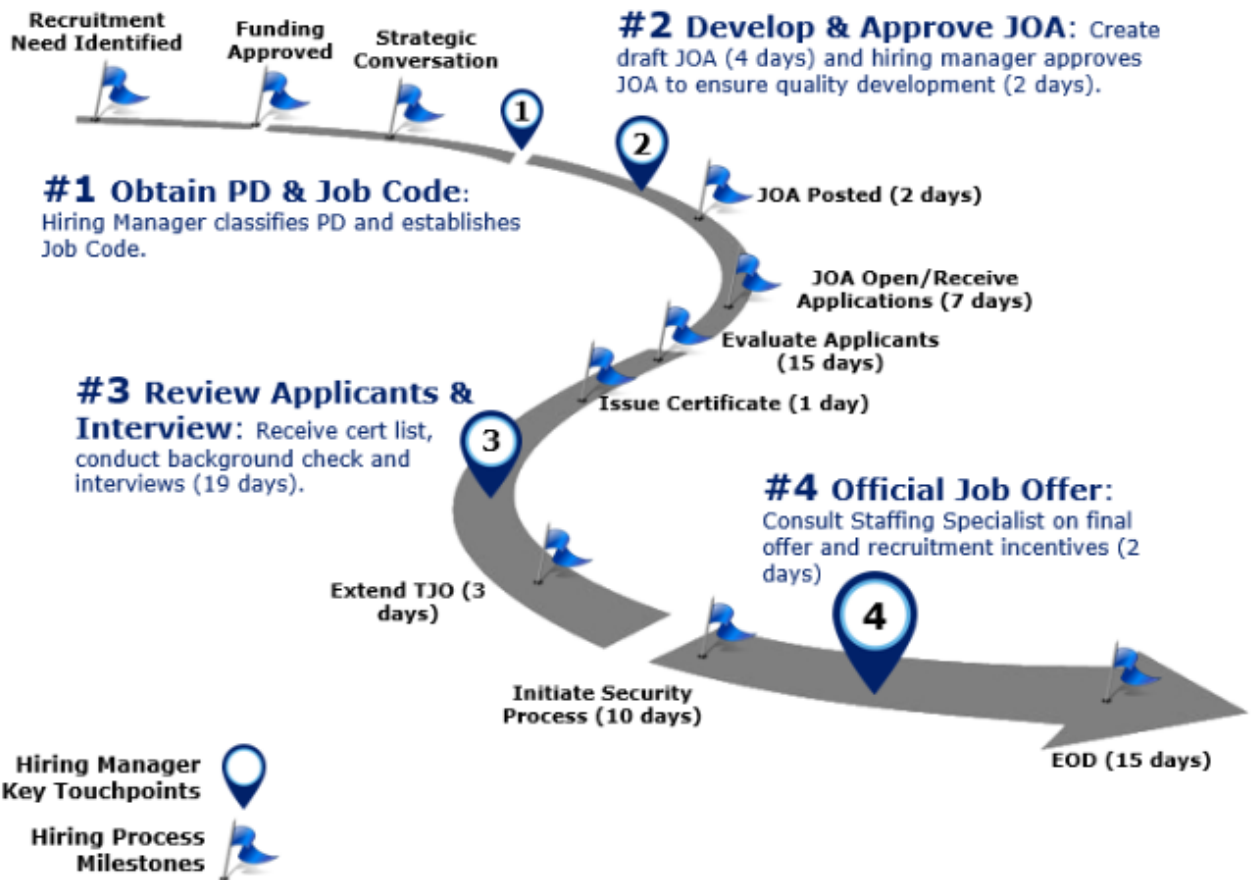 Recruitment
Need Identified
Funding
Approved
Strategic
Conversation
#2 Develop & Approve JOA: Create
draft JOA (4 days) and hiring manager approves
JOA to ensure quality development (2 days).
1
2
#1 Obtain PD & Job Code:
Hiring Manager classifies PD and establishes
Job Code.
JOA Posted (2 days)
JOA Open/Receive
Applications (7 days)
Evaluate Applicants
(15 days)
Issue Certificate (1 day)
#3 Review Applicants &
Interview: Receive cert list,
conduct background check and
interviews (19 days).
3
#4 Official Job Offer:
Consult Staffing Specialist on final
offer and recruitment incentives (2
days)
Extend TJO (3
days)
4
Initiate Security
Process (10 days)
EOD (15 days)
Hiring Manager
Key Touchpoints
Hiring Process
Milestones